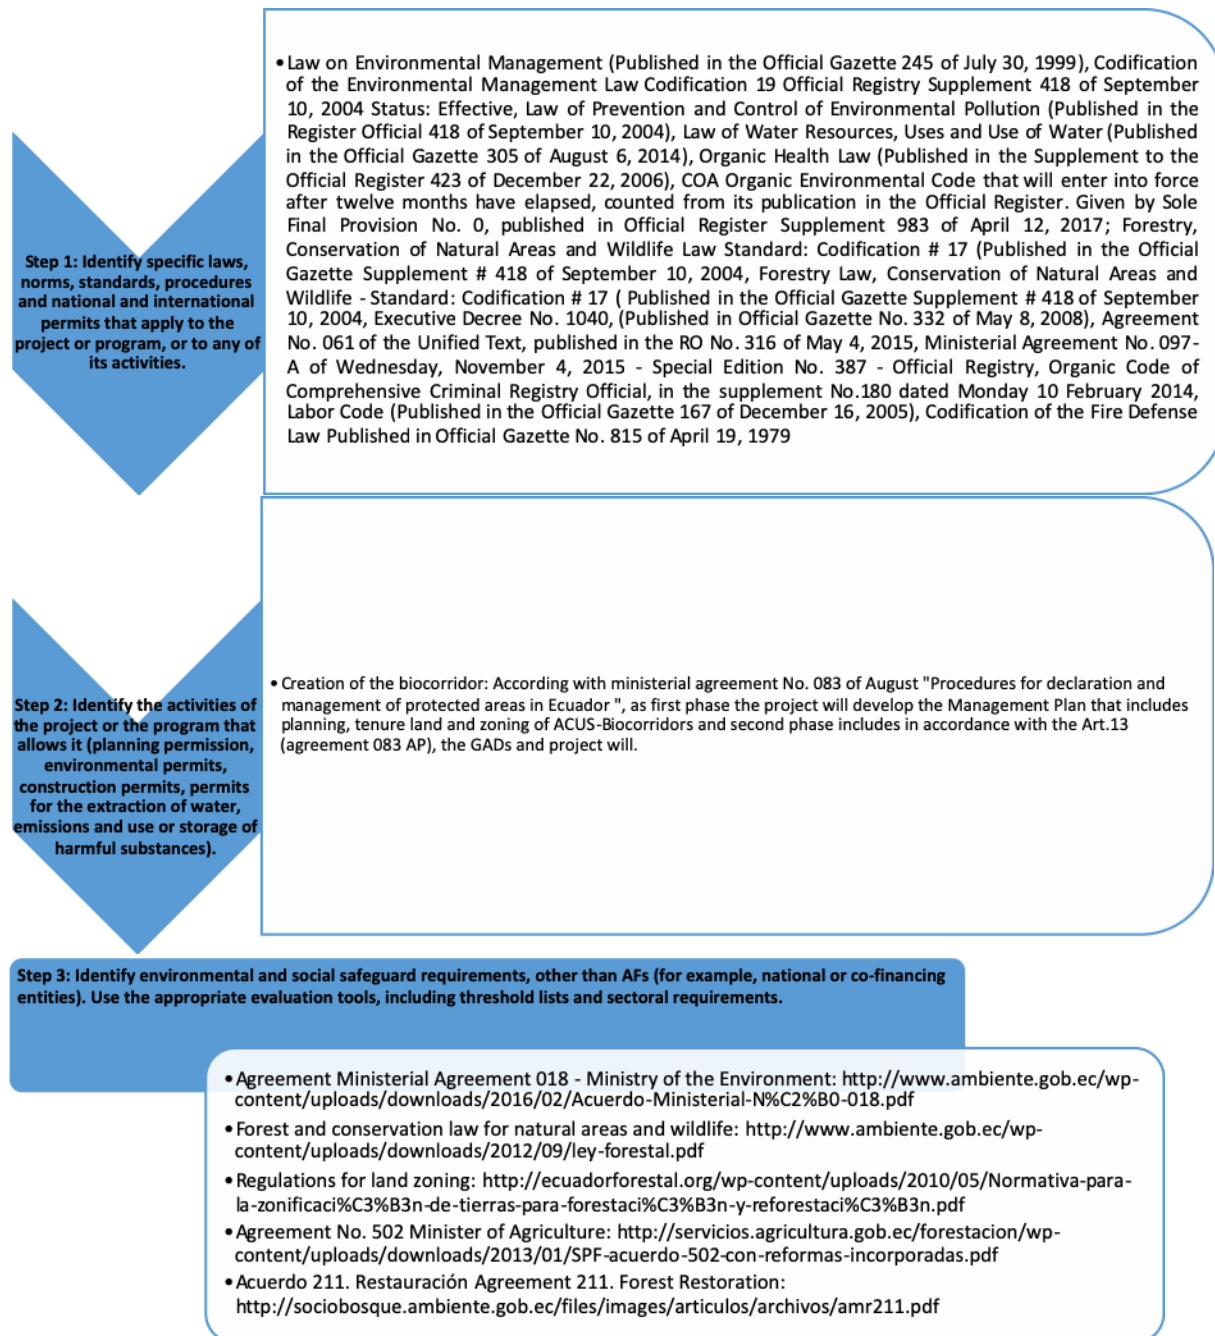 Step 1: Identify specific laws,
norms, standards, procedures
and national and international
permits that apply to the
project or program, or to any of
its activities.
•Law on Environmental Management (Published in the Official Gazette 245 of July 30, 1999), Codification
of the Environmental Management Law Codification 19 Official Registry Supplement 418 of September
10, 2004 Status: Effective, Law of Prevention and Control of Environmental Pollution (Published in the
Register Official 418 of September 10, 2004), Law of Water Resources, Uses and Use of Water (Published
in the Official Gazette 305 of August 6, 2014), Organic Health Law (Published in the Supplement to the
Official Register 423 of December 22, 2006), COA Organic Environmental Code that will enter into force
after twelve months have elapsed, counted from its publication in the Official Register. Given by Sole
Final Provision No. 0, published in Official Register Supplement 983 of April 12, 2017; Forestry,
Conservation of Natural Areas and Wildlife Law Standard: Codification # 17 (Published in the Official
Gazette Supplement # 418 of September 10, 2004, Forestry Law, Conservation of Natural Areas and
Wildlife - Standard: Codification # 17 ( Published in the Official Gazette Supplement # 418 of September
10, 2004, Executive Decree No. 1040, (Published in Official Gazette No. 332 of May 8, 2008), Agreement
No. 061 of the Unified Text, published in the RO No. 316 of May 4, 2015, Ministerial Agreement No. 097-
A of Wednesday, November 4, 2015 - Special Edition No. 387 - Official Registry, Organic Code of
Comprehensive Criminal Registry Official, in the supplement No.180 dated Monday 10 February 2014,
Labor Code (Published in the Official Gazette 167 of December 16, 2005), Codification of the Fire Defense
Law Published in Official Gazette No. 815 of April 19, 1979
Step 2: Identify the activities of
the project or the program that
allows it (planning permission,
environmental permits,
construction permits, permits
for the extraction of water,
emissions and use or storage of
harmful substances).
•Creation of the biocorridor: According with ministerial agreement No. 083 of August "Procedures for declaration and
management of protected areas in Ecuador ", as first phase the project will develop the Management Plan that includes
planning, tenure land and zoning of ACUS-Biocorridors and second phase includes in accordance with the Art.13
(agreement 083 AP), the GADs and project will.
Step 3: Identify environmental and social safeguard requirements, other than AFs (for example, national or co-financing
entities). Use the appropriate evaluation tools, including threshold lists and sectoral requirements.
•Agreement Ministerial Agreement 018 - Ministry of the Environment: http://www.ambiente.gob.ec/wp-
content/uploads/downloads/2016/02/Acuerdo-Ministerial-N%C2%B0-018.pdf
•Forest and conservation law for natural areas and wildlife: http://www.ambiente.gob.ec/wp-
content/uploads/downloads/2012/09/ley-forestal.pdf
•Regulations for land zoning: http://ecuadorforestal.org/wp-content/uploads/2010/05/Normativa-para-
la-zonificaci%C3%B3n-de-tierras-para-forestaci%C3%B3n-y-reforestaci%C3%B3n.pdf
•Agreement No. 502 Minister of Agriculture: http://servicios.agricultura.gob.ec/forestacion/wp-
content/uploads/downloads/2013/01/SPF-acuerdo-502-con-reformas-incorporadas.pdf
•Acuerdo 211. Restauración Agreement 211. Forest Restoration:
http://sociobosque.ambiente.gob.ec/files/images/articulos/archivos/amr211.pdf